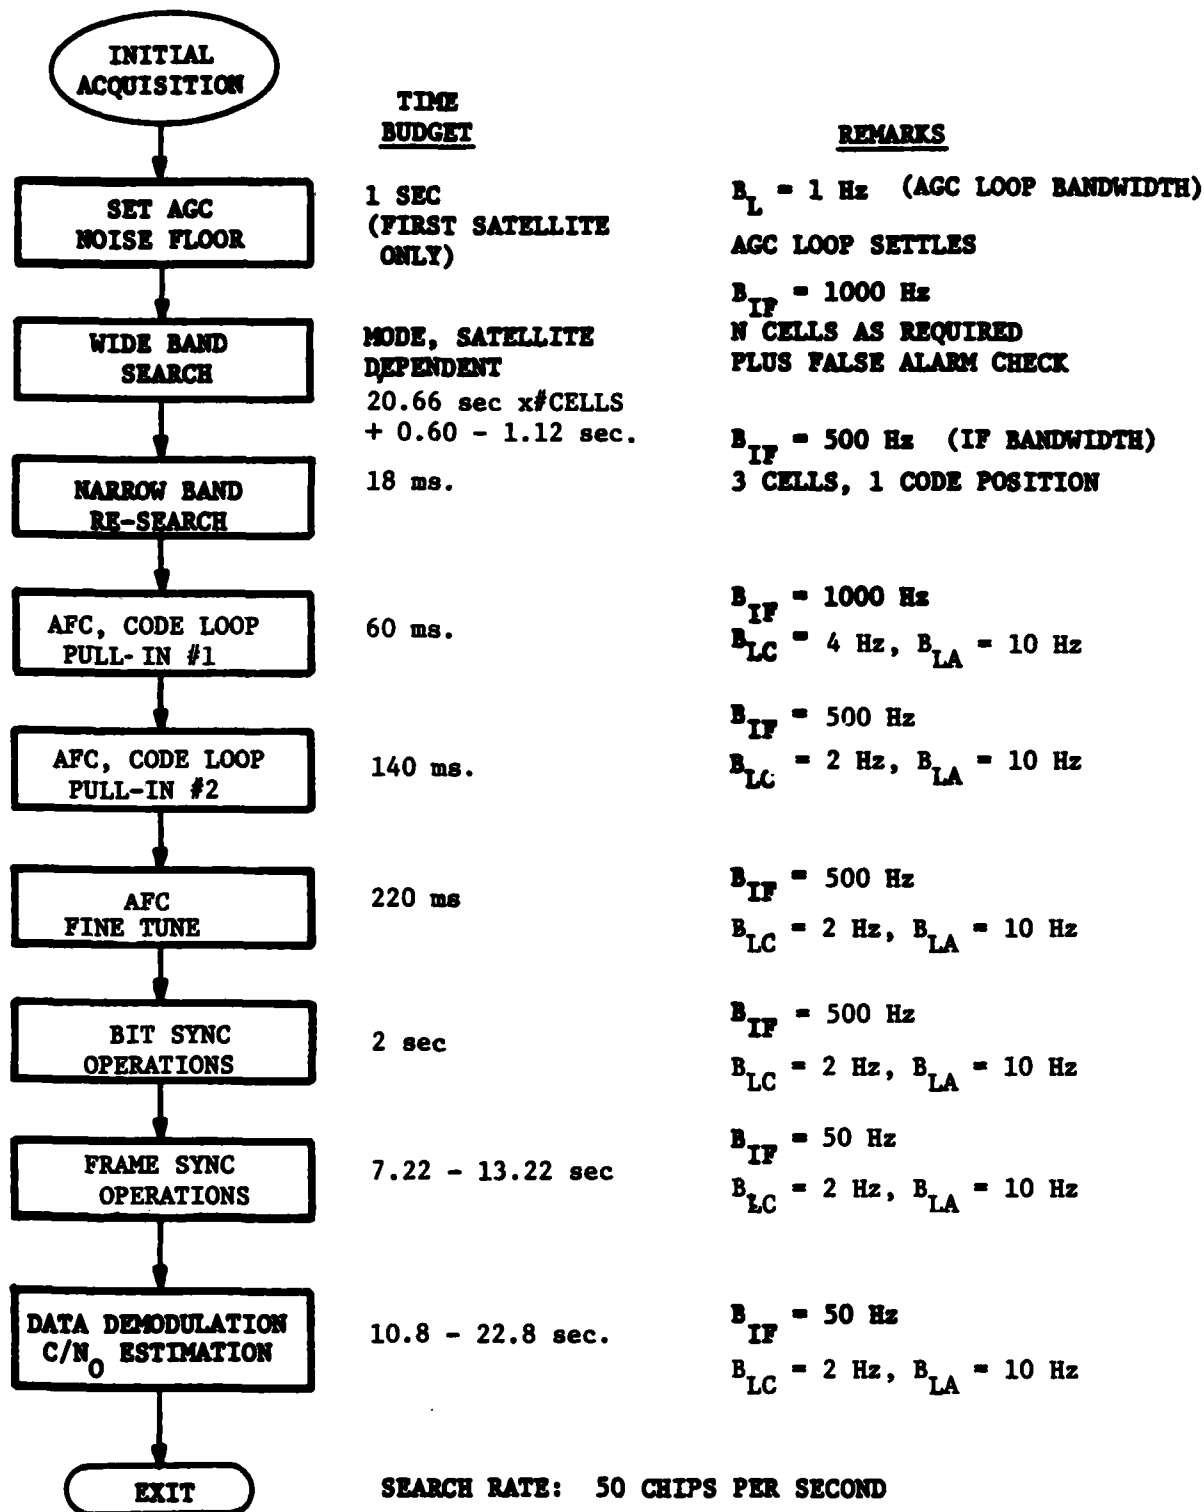 INITIAL
ACQUISITION
TIME
BUDGET
REMARKS
SET AGC
NOISE FLOOR
1 SEC
(FIRST SATELLITE
ONLY)
B_L = 1 Hz (AGC LOOP BANDWIDTH)
AGC LOOP SETTLES
WIDE BAND
SEARCH
MODE, SATELLITE
DEPENDENT
20.66 sec x#CELLS
+ 0.60 - 1.12 sec.
B_IF = 1000 Hz
N CELLS AS REQUIRED
PLUS FALSE ALARM CHECK
NARROW BAND
RE-SEARCH
18 ms.
B_IF = 500 Hz (IF BANDWIDTH)
3 CELLS, 1 CODE POSITION
AFC, CODE LOOP
PULL-IN #1
60 ms.
B_IF = 1000 Hz
B_LC = 4 Hz, B_LA = 10 Hz
AFC, CODE LOOP
PULL-IN #2
140 ms.
B_IF = 500 Hz
B_LC = 2 Hz, B_LA = 10 Hz
AFC
FINE TUNE
220 ms
B_IF = 500 Hz
B_LC = 2 Hz, B_LA = 10 Hz
BIT SYNC
OPERATIONS
2 sec
B_IF = 500 Hz
B_LC = 2 Hz, B_LA = 10 Hz
FRAME SYNC
OPERATIONS
7.22 - 13.22 sec
B_IF = 50 Hz
B_LC = 2 Hz, B_LA = 10 Hz
DATA DEMODULATION
C/N_O ESTIMATION
10.8 - 22.8 sec.
B_IF = 50 Hz
B_LC = 2 Hz, B_LA = 10 Hz
EXIT
SEARCH RATE: 50 CHIPS PER SECOND